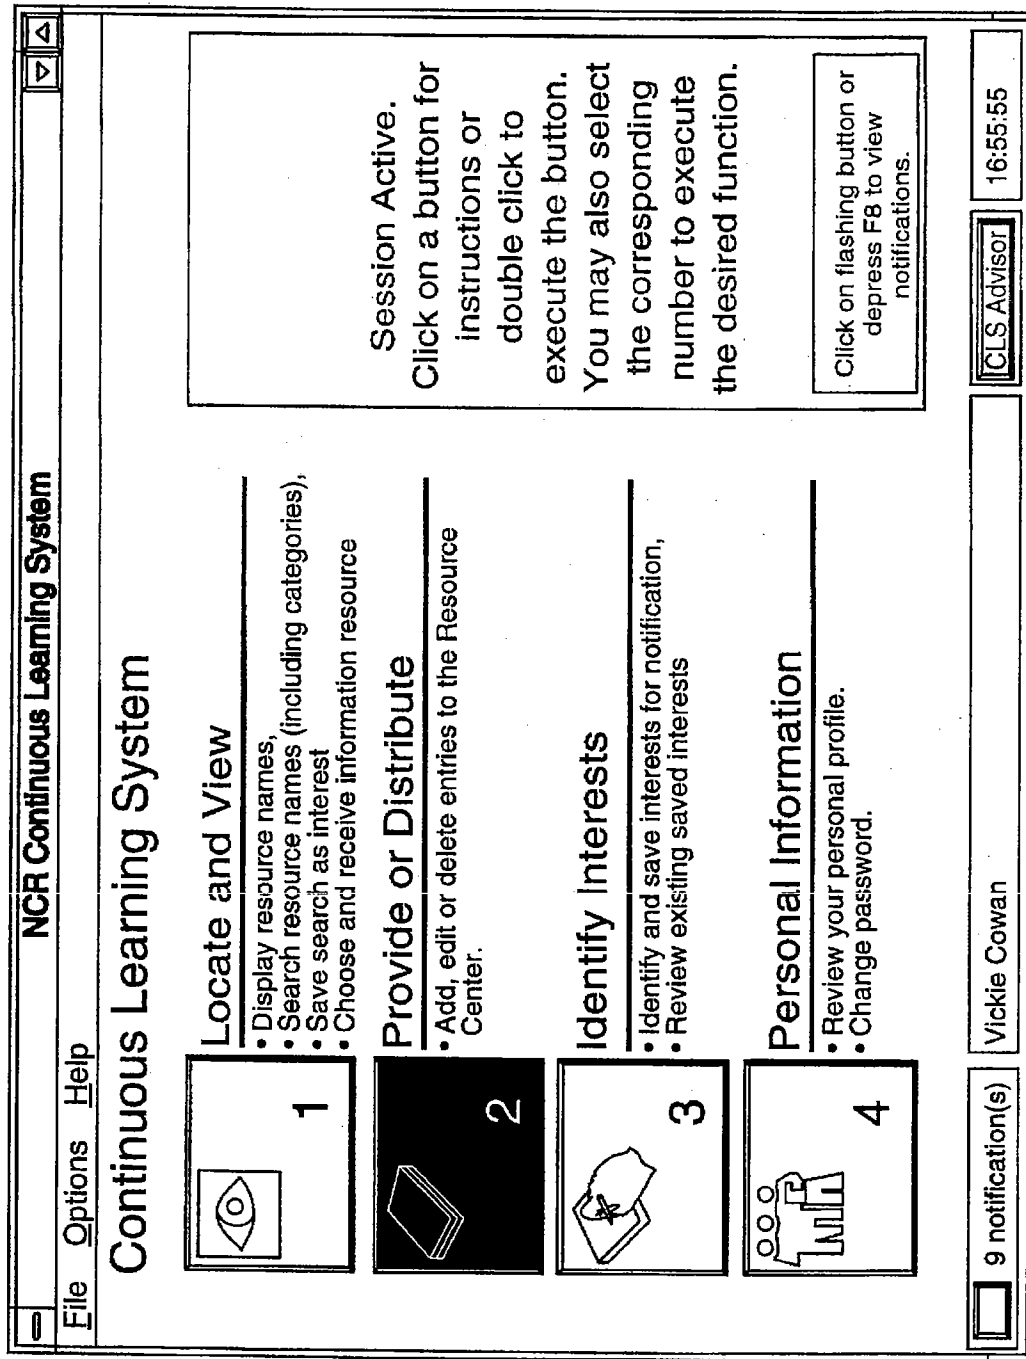 NCR Continuous Learning System
File Options Help
Continuous Learning System
1
Locate and View
• Display resource names,
• Search resource names (including categories),
• Save search as interest
• Choose and receive information resource
2
Provide or Distribute
• Add, edit or delete entries to the Resource
Center.
3
Identify Interests
• Identify and save interests for notification,
• Review existing saved interests
4
Personal Information
• Review your personal profile.
• Change password.
Session Active.
Click on a button for
instructions or
double click to
execute the button.
You may also select
the corresponding
number to execute
the desired function.
Click on flashing button or
depress F8 to view
notifications.
9 notification(s)
Vickie Cowan
CLS Advisor
16:55:55